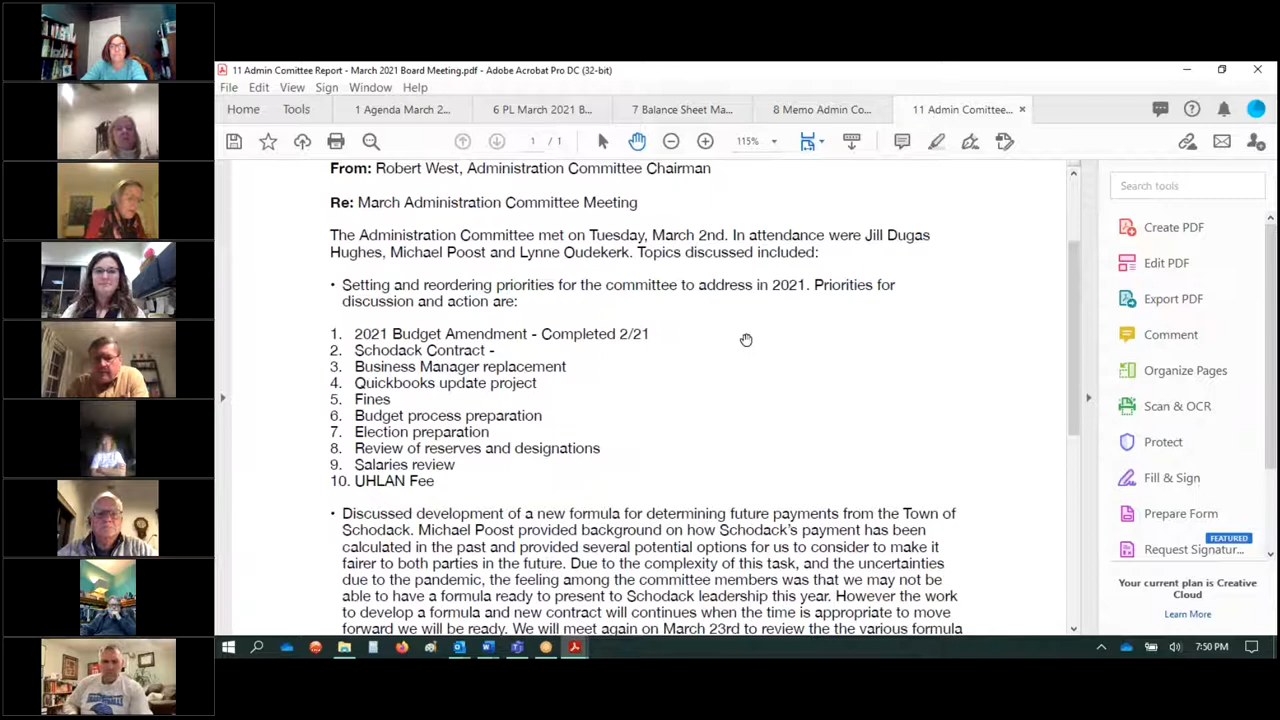 11 Admin Comittee Report - March 2021 Board Meeting.pdf - Adobe Acrobat Pro DC (32-bit)
File Edit View Window Help
Home Tools 1 Agenda March 2... 6 PL March 2021 B... 7 Balance Sheet Ma... 8 Memo Admin Co... 11 Admin Comittee... ×
1 / 1 115%
From: Robert West, Administration Committee Chairman
Re: March Administration Committee Meeting
The Administration Committee met on Tuesday, March 2nd. In attendance were Jill Dugas
Hughes, Michael Poost and Lynne Oudekerk. Topics discussed included:
• Setting and reordering priorities for the committee to address in 2021. Priorities for
discussion and action are:
1. 2021 Budget Amendment - Completed 2/21
2. Schodack Contract -
3. Business Manager replacement
4. Quickbooks update project
5. Fines
6. Budget process preparation
7. Election preparation
8. Review of reserves and designations
9. Salaries review
10. UHLAN Fee
• Discussed development of a new formula for determining future payments from the Town of
Schodack. Michael Poost provided background on how Schodack's payment has been
calculated in the past and provided several potential options for us to consider to make it
fairer to both parties in the future. Due to the complexity of this task, and the uncertainties
due to the pandemic, the feeling among the committee members was that we may not be
able to have a formula ready to present to Schodack leadership this year. However the work
to develop a formula and new contract will continues when the time is appropriate to move
forward we will be ready. We will meet again on March 23rd to review the the various formula
Search tools
Create PDF
Edit PDF
Export PDF
Comment
Organize Pages
Scan & OCR
Protect
Fill & Sign
Prepare Form
FEATURED
Request Signatur...
Your current plan is Creative
Cloud
Learn More
7:50 PM